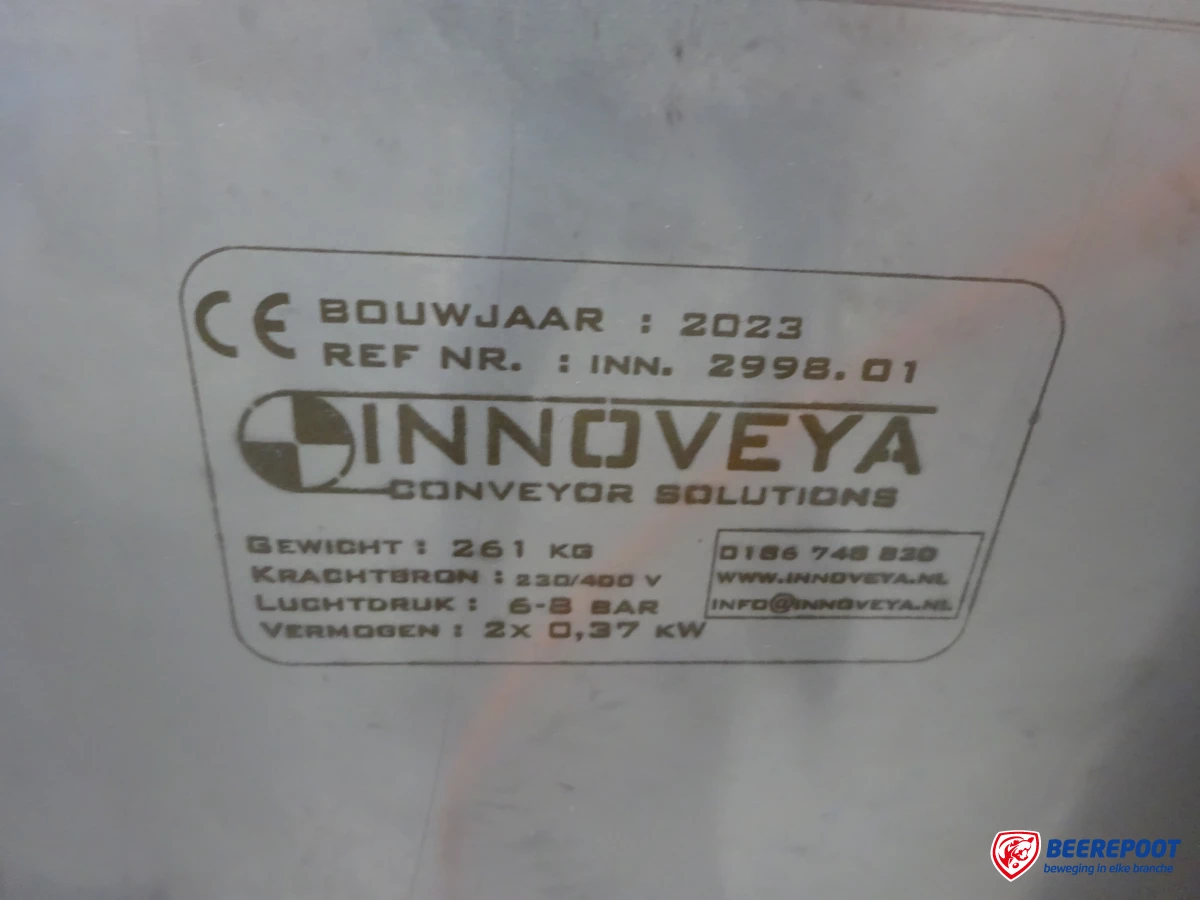 CE BOUWJAAR : 2023
REF NR. : INN. 2998.01
INNOVEYA
CONVEYOR SOLUTIONS
GEWICHT : 261 KG
KRACHTBRON : 230/400 V
LUCHTDRUK : 6-8 BAR
VERMOGEN : 2X 0,37 KW
0186 745 830
WWW.INNOVEYA.NL
INFO@INNOVEYA.NL
BEEREPOOT
beweging in elke branche